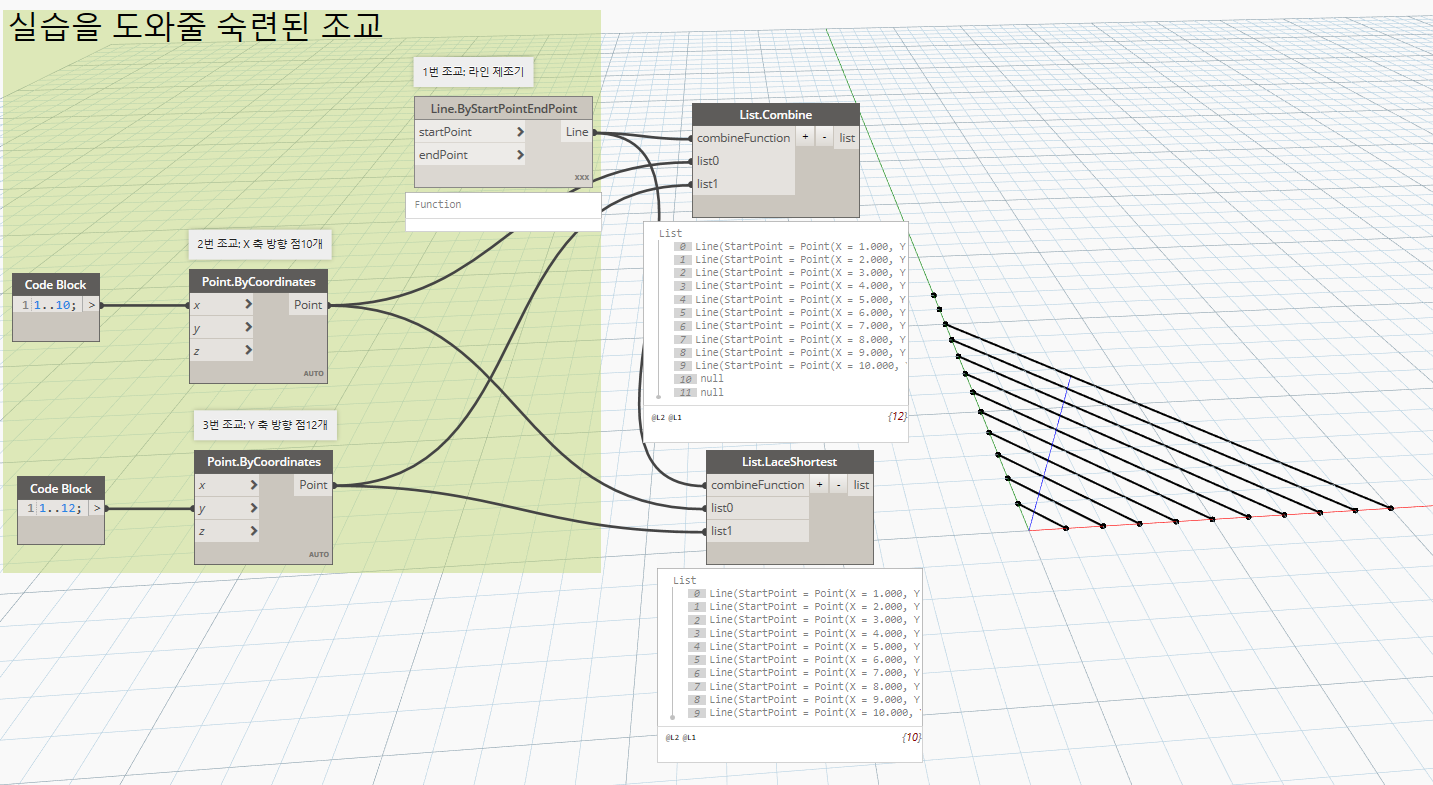 실습을 도와줄 숙련된 조교
1번 조교: 라인 제조기
Line.ByStartPointEndPoint
startPoint > Line
endPoint >
XXX
Function
2번 조교: X 축 방향 점10개
Code Block
1 1..10; >
Point.ByCoordinates
x > Point
y >
z >
AUTO
3번 조교: Y 축 방향 점12개
Code Block
1 1..12; >
Point.ByCoordinates
x > Point
y >
z >
AUTO
List.Combine
combineFunction + - list
list0
list1
List
0 Line(StartPoint = Point(X = 1.000, Y
1 Line(StartPoint = Point(X = 2.000, Y
2 Line(StartPoint = Point(X = 3.000, Y
3 Line(StartPoint = Point(X = 4.000, Y
4 Line(StartPoint = Point(X = 5.000, Y
5 Line(StartPoint = Point(X = 6.000, Y
6 Line(StartPoint = Point(X = 7.000, Y
7 Line(StartPoint = Point(X = 8.000, Y
8 Line(StartPoint = Point(X = 9.000, Y
9 Line(StartPoint = Point(X = 10.000,
10 null
11 null
@L2 @L1 {12}
List.LaceShortest
combineFunction + - list
list0
list1
List
0 Line(StartPoint = Point(X = 1.000, Y
1 Line(StartPoint = Point(X = 2.000, Y
2 Line(StartPoint = Point(X = 3.000, Y
3 Line(StartPoint = Point(X = 4.000, Y
4 Line(StartPoint = Point(X = 5.000, Y
5 Line(StartPoint = Point(X = 6.000, Y
6 Line(StartPoint = Point(X = 7.000, Y
7 Line(StartPoint = Point(X = 8.000, Y
8 Line(StartPoint = Point(X = 9.000, Y
9 Line(StartPoint = Point(X = 10.000,
@L2 @L1 {10}